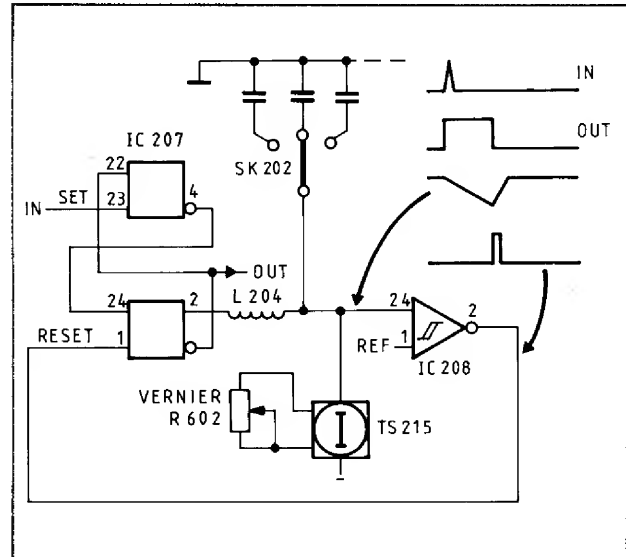 IN
OUT
IC 207
SK 202
22
SET
4
IN
23
24
2
OUT
L 204
24
2
RESET
1
REF
1
IC 208
VERNIER
R 602
I
TS 215
-